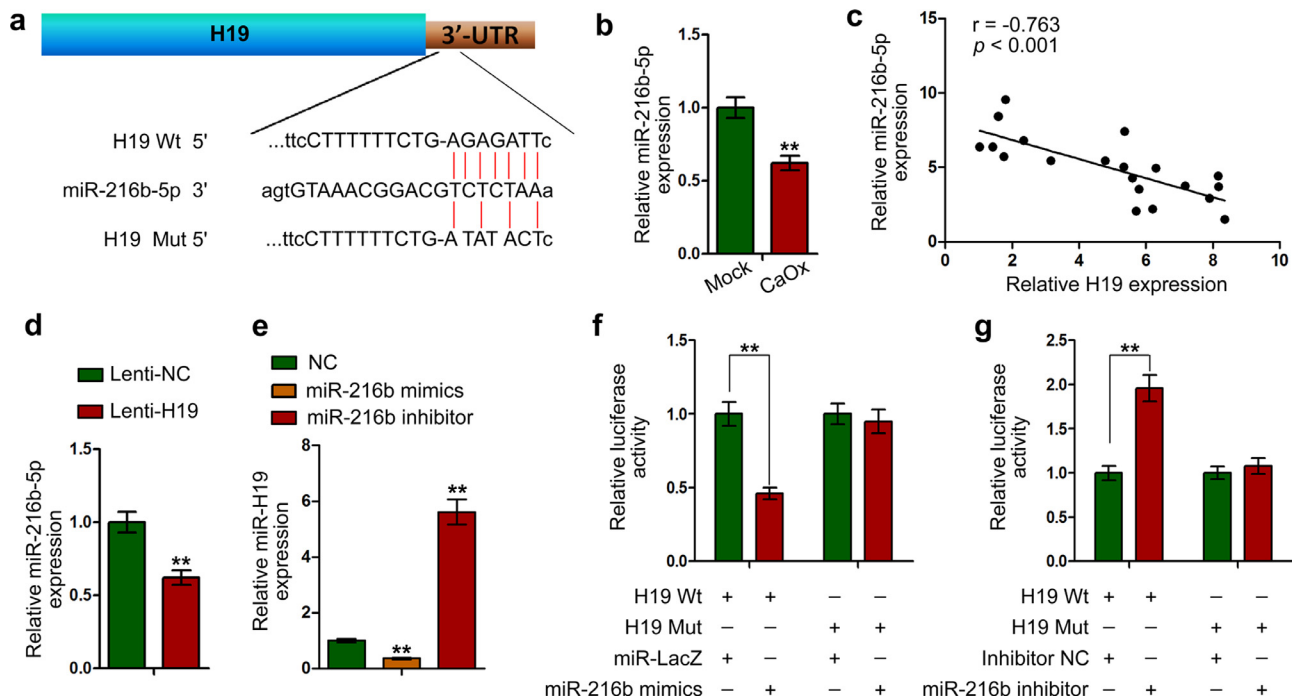 a
H19
3'-UTR
H19 Wt 5' ...ttcCTTTTTTCTG-AGAGATTc
miR-216b-5p 3' agtGTAAACGGACGTCTCTAAa
H19 Mut 5' ...ttcCTTTTTTCTG-A TAT ACTc
b
Relative miR-216b-5p
expression
1.5
1.0
0.5
0.0
**
Mock
CaOx
c
r = -0.763
p < 0.001
Relative miR-216b-5p
expression
15
10
5
0
0 2 4 6 8 10
Relative H19 expression
d
Lenti-NC
Lenti-H19
Relative miR-216b-5p
expression
1.5
1.0
0.5
0.0
**
e
NC
miR-216b mimics
miR-216b inhibitor
Relative miR-H19
expression
8
6
4
2
0
**
**
f
Relative luciferase
activity
1.5
1.0
0.5
0.0
**
H19 Wt + + – –
H19 Mut – – + +
miR-LacZ + – + –
miR-216b mimics – + – +
g
Relative luciferase
activity
2.5
2.0
1.5
1.0
0.5
0.0
**
H19 Wt + + – –
H19 Mut – – + +
Inhibitor NC + – + –
miR-216b inhibitor – + – +